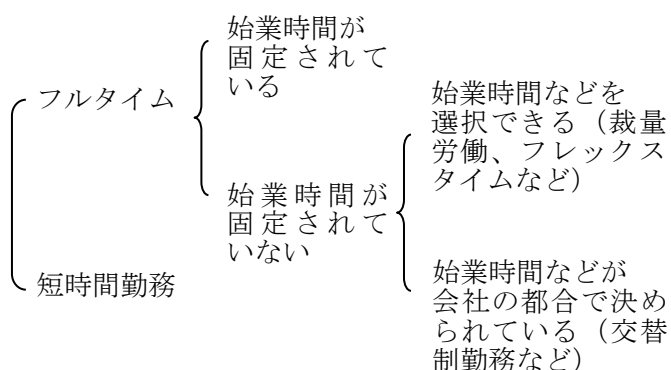 フルタイム
始業時間が
固定されて
いる
始業時間が
固定されて
いない
始業時間などを
選択できる（裁量
労働、フレックス
タイムなど）
始業時間などが
会社の都合で決め
られている（交替
制勤務など）
短時間勤務